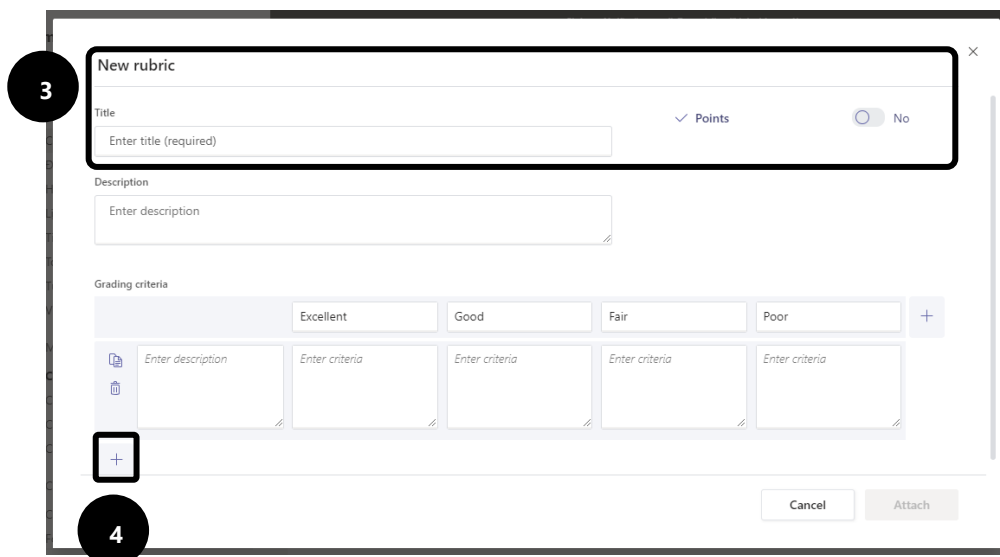 New rubric
3
Title
Points
No
Enter title (required)
Description
Enter description
Grading criteria
Excellent Good Fair Poor +
Enter description Enter criteria Enter criteria Enter criteria Enter criteria
+
Cancel Attach
4